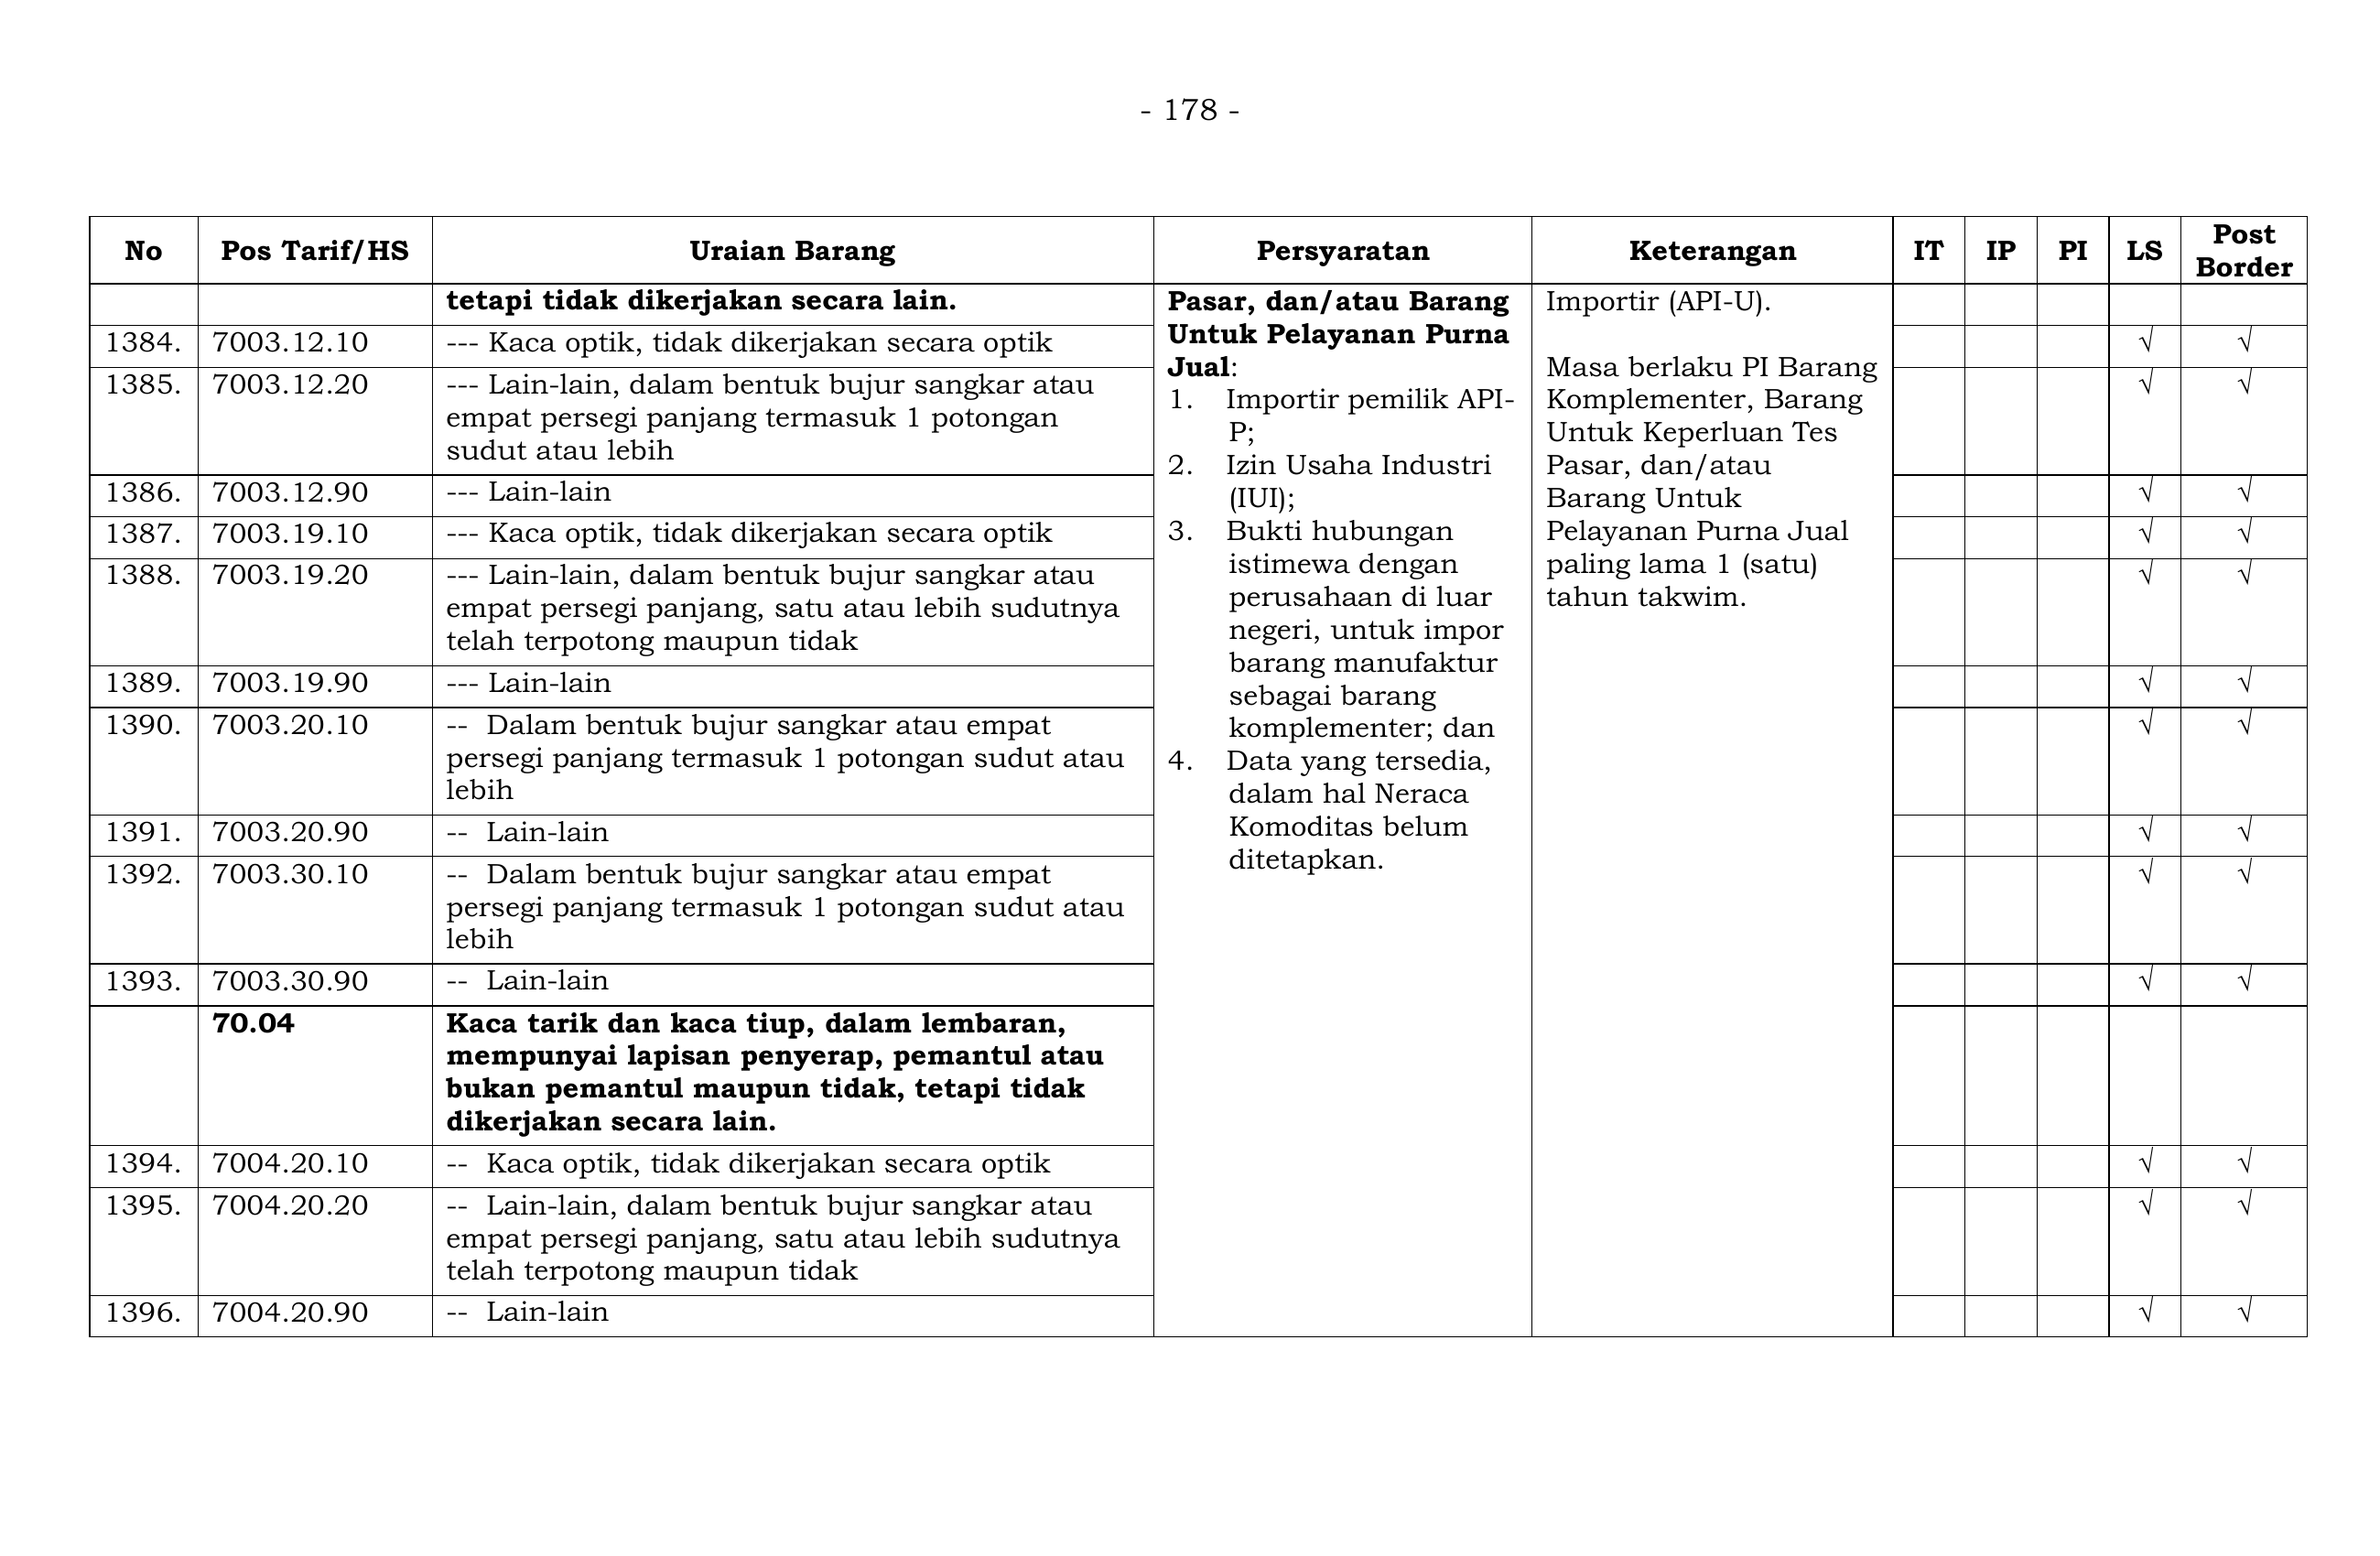 - 178 -
No
Pos Tarif/HS
Uraian Barang
Persyaratan
Keterangan
IT
IP
PI
LS
Post
Border
tetapi tidak dikerjakan secara lain.
Pasar, dan/atau Barang
Untuk Pelayanan Purna
Jual:
1. Importir pemilik API-
P;
2. Izin Usaha Industri
(IUI);
3. Bukti hubungan
istimewa dengan
perusahaan di luar
negeri, untuk impor
barang manufaktur
sebagai barang
komplementer; dan
4. Data yang tersedia,
dalam hal Neraca
Komoditas belum
ditetapkan.
Importir (API-U).
Masa berlaku PI Barang
Komplementer, Barang
Untuk Keperluan Tes
Pasar, dan/atau
Barang Untuk
Pelayanan Purna Jual
paling lama 1 (satu)
tahun takwim.
1384. 7003.12.10 --- Kaca optik, tidak dikerjakan secara optik √ √
1385. 7003.12.20 --- Lain-lain, dalam bentuk bujur sangkar atau √ √
empat persegi panjang termasuk 1 potongan
sudut atau lebih
1386. 7003.12.90 --- Lain-lain √ √
1387. 7003.19.10 --- Kaca optik, tidak dikerjakan secara optik √ √
1388. 7003.19.20 --- Lain-lain, dalam bentuk bujur sangkar atau √ √
empat persegi panjang, satu atau lebih sudutnya
telah terpotong maupun tidak
1389. 7003.19.90 --- Lain-lain √ √
1390. 7003.20.10 -- Dalam bentuk bujur sangkar atau empat √ √
persegi panjang termasuk 1 potongan sudut atau
lebih
1391. 7003.20.90 -- Lain-lain √ √
1392. 7003.30.10 -- Dalam bentuk bujur sangkar atau empat √ √
persegi panjang termasuk 1 potongan sudut atau
lebih
1393. 7003.30.90 -- Lain-lain √ √
70.04 Kaca tarik dan kaca tiup, dalam lembaran,
mempunyai lapisan penyerap, pemantul atau
bukan pemantul maupun tidak, tetapi tidak
dikerjakan secara lain.
1394. 7004.20.10 -- Kaca optik, tidak dikerjakan secara optik √ √
1395. 7004.20.20 -- Lain-lain, dalam bentuk bujur sangkar atau √ √
empat persegi panjang, satu atau lebih sudutnya
telah terpotong maupun tidak
1396. 7004.20.90 -- Lain-lain √ √